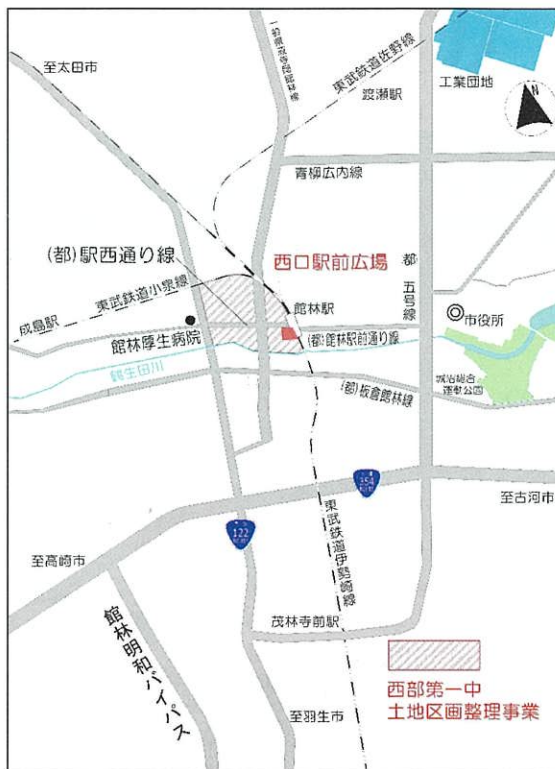 至太田市
東武鉄道佐野線
渡瀬駅
工業団地
N
青柳広内線
(都)駅西通り線
西口駅前広場
都
五号線
東武鉄道小泉線
成島駅
館林駅
市役所
館林厚生病院
(都)館林駅前通り線
鶴生田川
城沼総合
運動公園
(都)板倉館林線
354
至古河市
122
東武鉄道伊勢崎線
至高崎市
館林明和バイパス
茂林寺前駅
西部第一中
土地区画整理事業
至羽生市